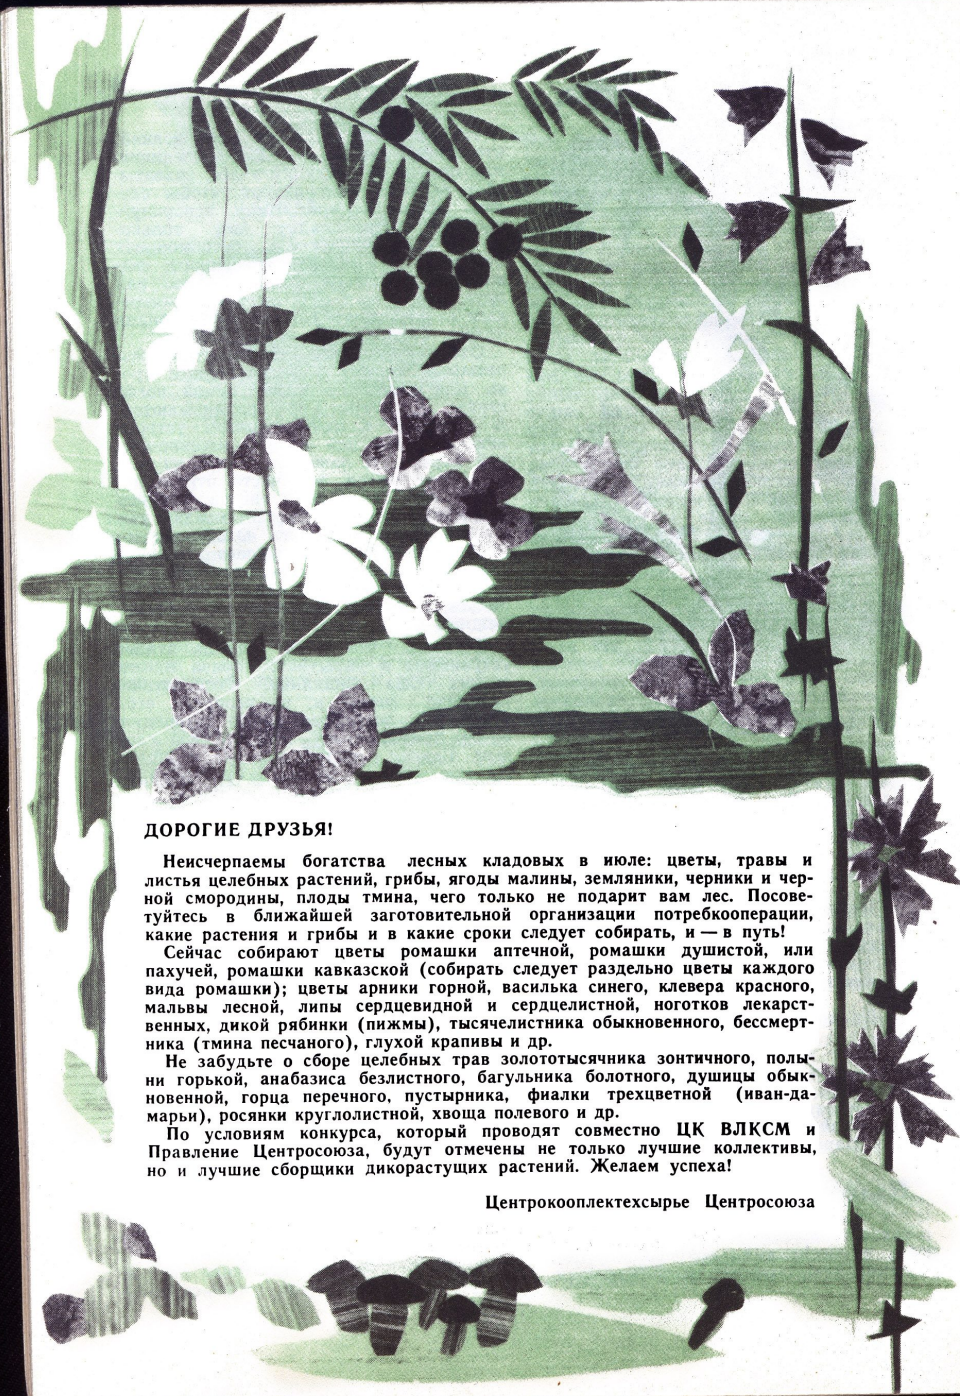 ДОРОГИЕ ДРУЗЬЯ!
Неисчерпаемы богатства лесных кладовых в июле: цветы, травы и
листья целебных растений, грибы, ягоды малины, земляники, черники и чер-
ной смородины, плоды тмина, чего только не подарит вам лес. Посове-
туйтесь в ближайшей заготовительной организации потребкооперации,
какие растения и грибы и в какие сроки следует собирать, и — в путь!
Сейчас собирают цветы ромашки аптечной, ромашки душистой, или
пахучей, ромашки кавказской (собирать следует раздельно цветы каждого
вида ромашки); цветы арники горной, василька синего, клевера красного,
мальвы лесной, липы сердцевидной и сердцелистной, ноготков лекарст-
венных, дикой рябинки (пижмы), тысячелистника обыкновенного, бессмерт-
ника (тмина песчаного), глухой крапивы и др.
Не забудьте о сборе целебных трав золототысячника зонтичного, полы-
ни горькой, анабазиса безлистного, багульника болотного, душицы обык-
новенной, горца перечного, пустырника, фиалки трехцветной (иван-да-
марьи), росянки круглолистной, хвоща полевого и др.
По условиям конкурса, который проводят совместно ЦК ВЛКСМ и
Правление Центросоюза, будут отмечены не только лучшие коллективы,
но и лучшие сборщики дикорастущих растений. Желаем успеха!
Центрокооплектехсырье Центросоюза